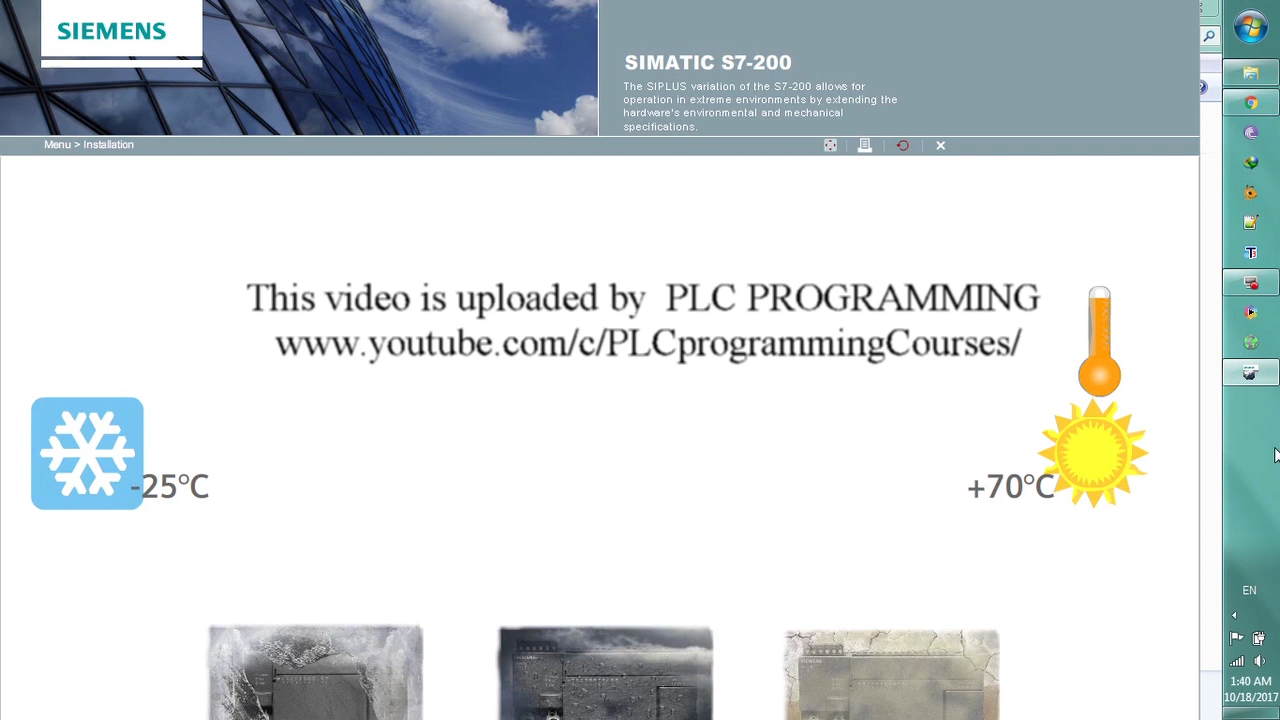 SIEMENS
SIMATIC S7-200
The SIPLUS variation of the S7-200 allows for
operation in extreme environments by extending the
hardware's environmental and mechanical
specifications.
Menu > Installation
This video is uploaded by PLC PROGRAMMING
www.youtube.com/c/PLCprogrammingCourses/
-25°C
+70°C
EN
1:40 AM
10/18/2017